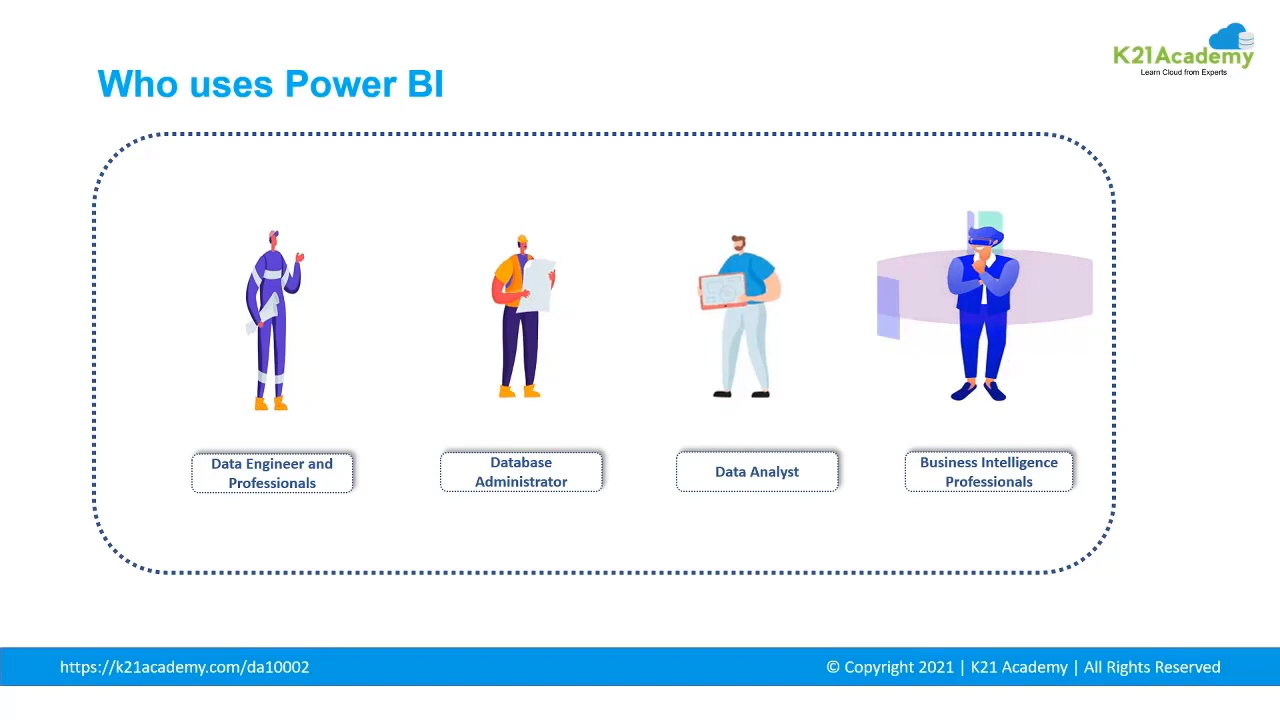 K21Academy
Learn Cloud from Experts
Who uses Power BI
Data Engineer and
Professionals
Database
Administrator
Data Analyst
Business Intelligence
Professionals
https://k21academy.com/da10002
© Copyright 2021 | K21 Academy | All Rights Reserved